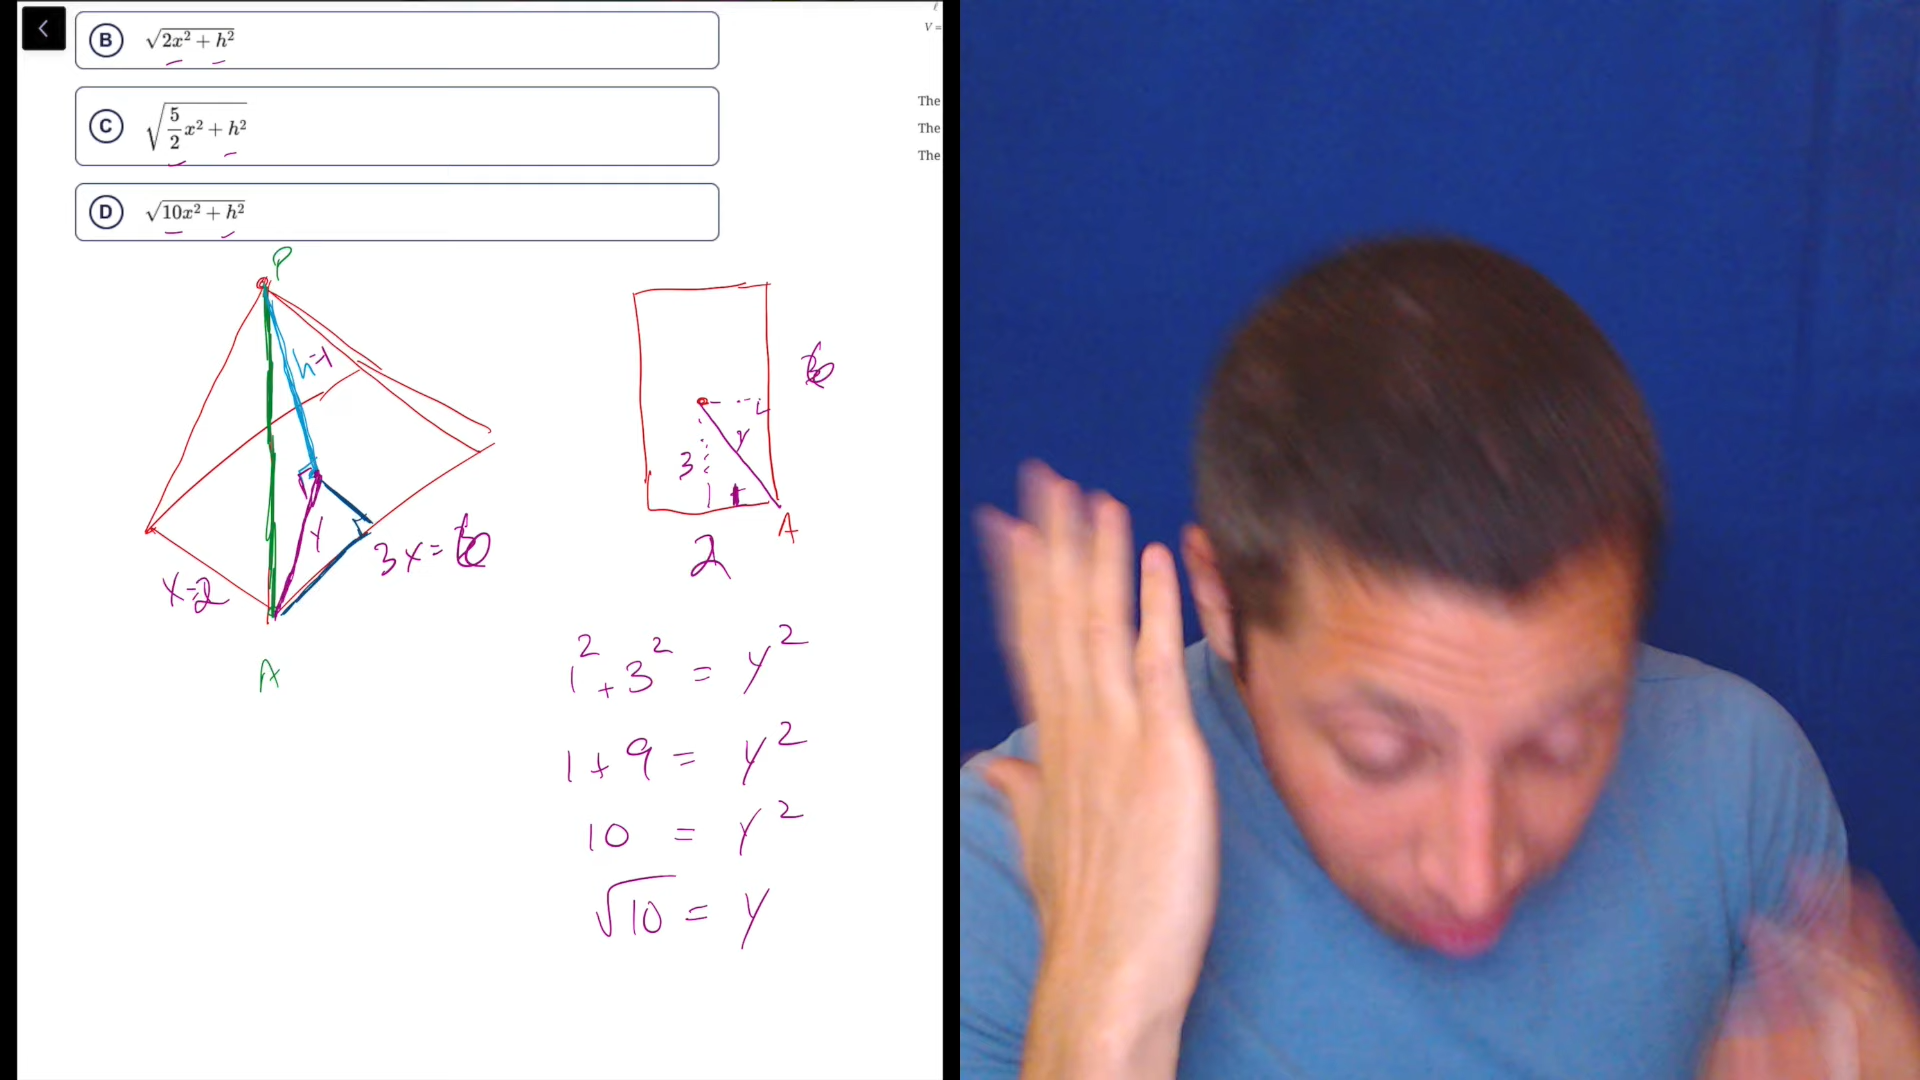 B √2x² + h²
V =
C √5/2 x² + h²
The
The
The
D √10x² + h²
P
h=1
6
3
y
1
A
y
3x=6
x=2
2
A
1² + 3² = y²
1 + 9 = y²
10 = y²
√10 = y